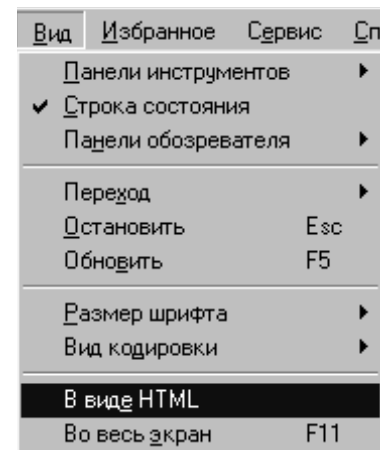 Вид Избранное Сервис Сп
Панели инструментов
Строка состояния
Панели обозревателя
Переход
Остановить Esc
Обновить F5
Размер шрифта
Вид кодировки
В виде HTML
Во весь экран F11